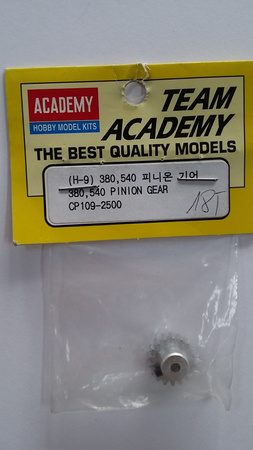 ACADEMY
HOBBY MODEL KITS
TEAM
ACADEMY
THE BEST QUALITY MODELS
(H-9) 380,540 피니온 기어
380,540 PINION GEAR
CP109-2500
18T